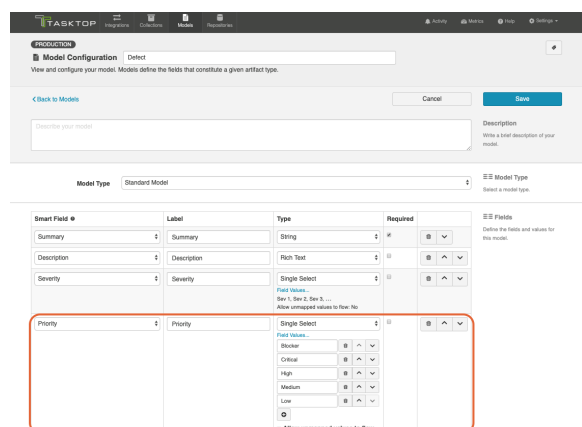 TASKTOP Integrations Collections Models Repositories Activity Metrics Help Settings
PRODUCTION
Model Configuration Defect
View and configure your model. Models define the fields that constitute a given artifact type.
Back to Models Cancel Save
Describe your model
Description
Write a brief description of your
model.
Model Type Standard Model
Model Type
Select a model type.
Smart Field Label Type Required
Fields
Define the fields and values for
this model.
Summary Summary String
Description Description Rich Text
Severity Severity Single Select
Field Values...
Sev 1, Sev 2, Sev 3, ...
Allow unmapped values to flow: No
Priority Priority Single Select
Field Values...
Blocker
Critical
High
Medium
Low